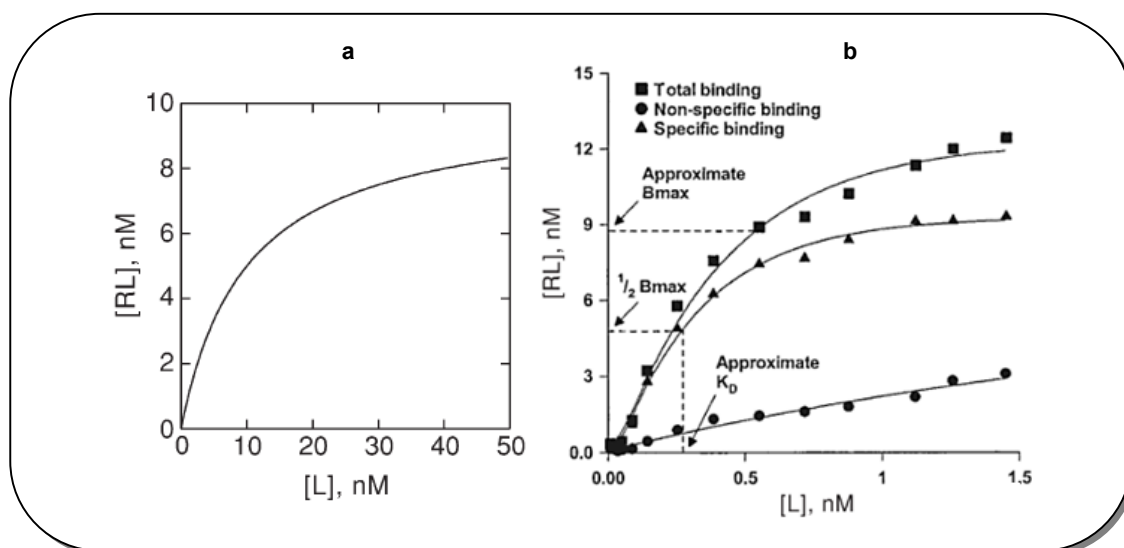 a
10
8
6
4
2
0
[RL], nM
0 10 20 30 40 50
[L], nM
b
■ Total binding
● Non-specific binding
▲ Specific binding
15
12
9
6
3
0.0
[RL], nM
Approximate
Bmax
1/2 Bmax
Approximate
KD
0.00 0.5 1 1.5
[L], nM